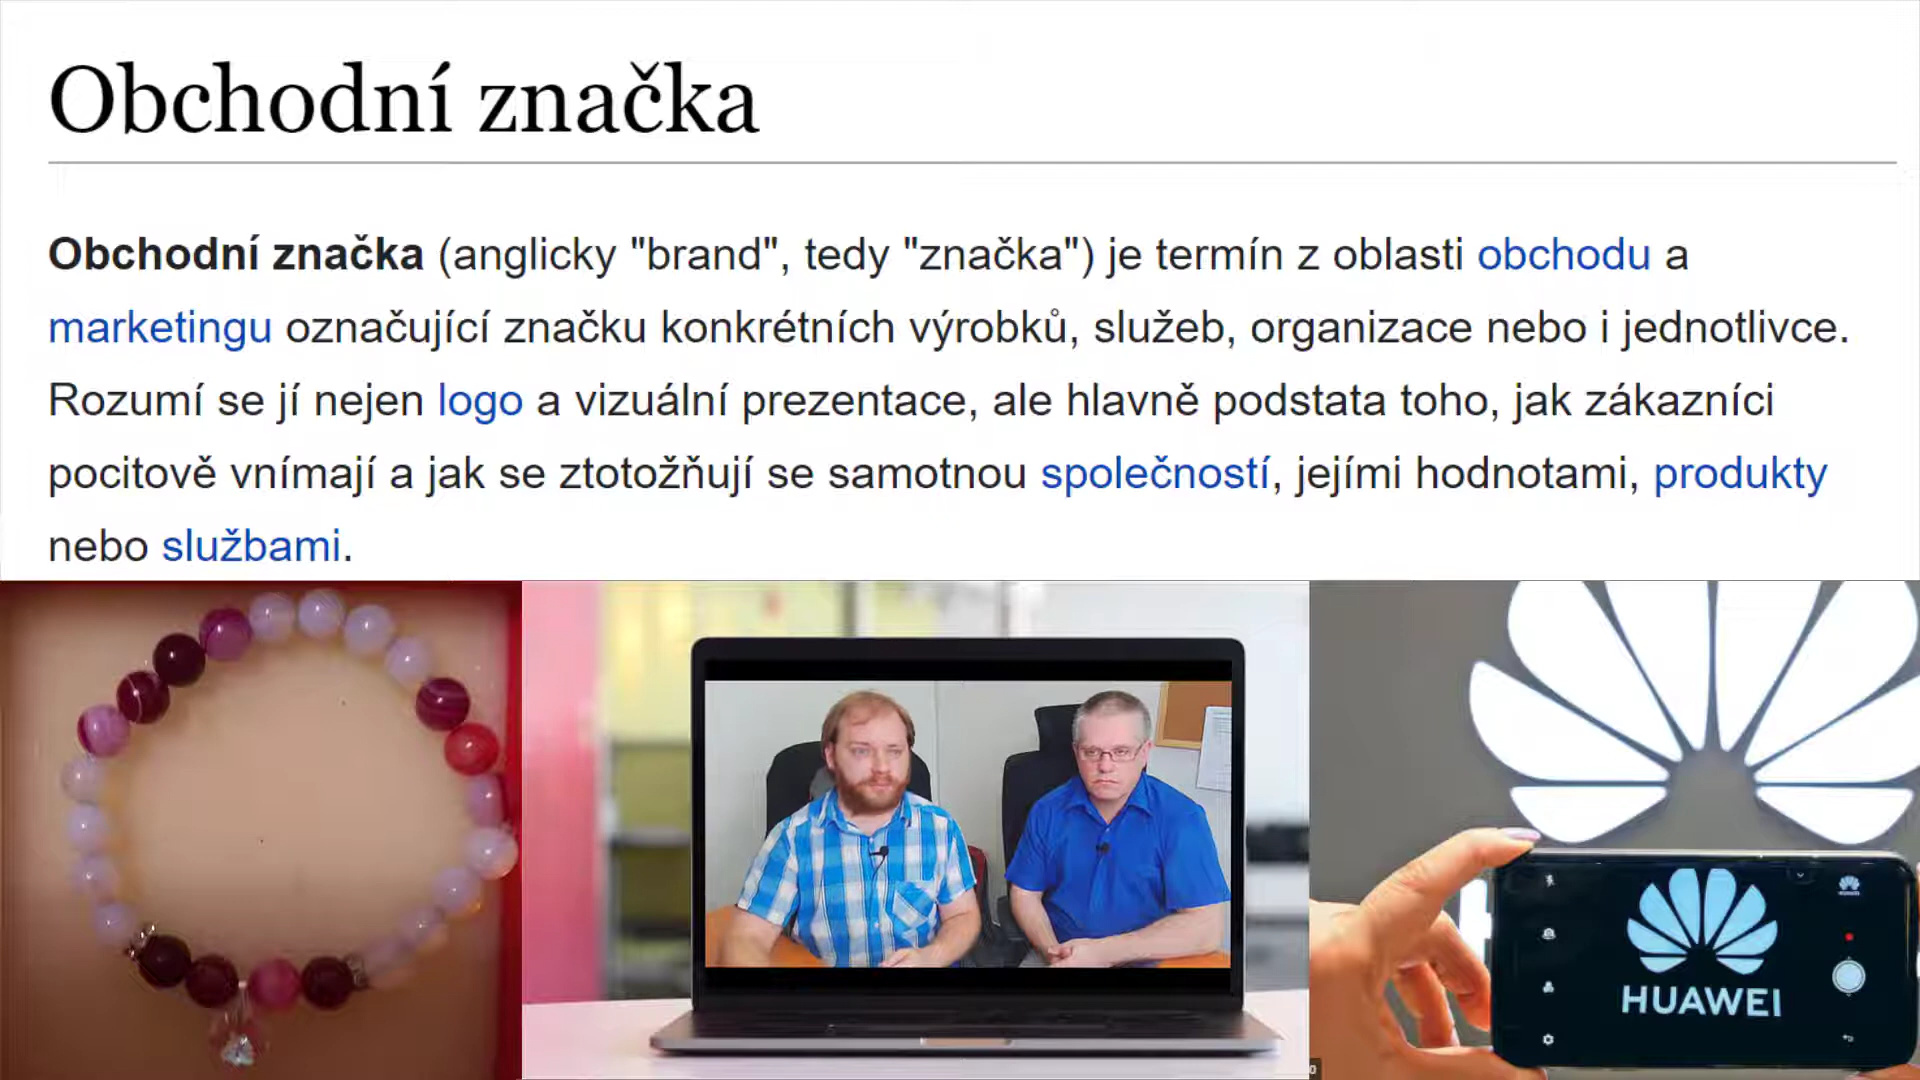 Obchodní značka
Obchodní značka (anglicky "brand", tedy "značka") je termín z oblasti obchodu a
marketingu označující značku konkrétních výrobků, služeb, organizace nebo i jednotlivce.
Rozumí se jí nejen logo a vizuální prezentace, ale hlavně podstata toho, jak zákazníci
pocitově vnímají a jak se ztotožňují se samotnou společností, jejími hodnotami, produkty
nebo službami.
HUAWEI